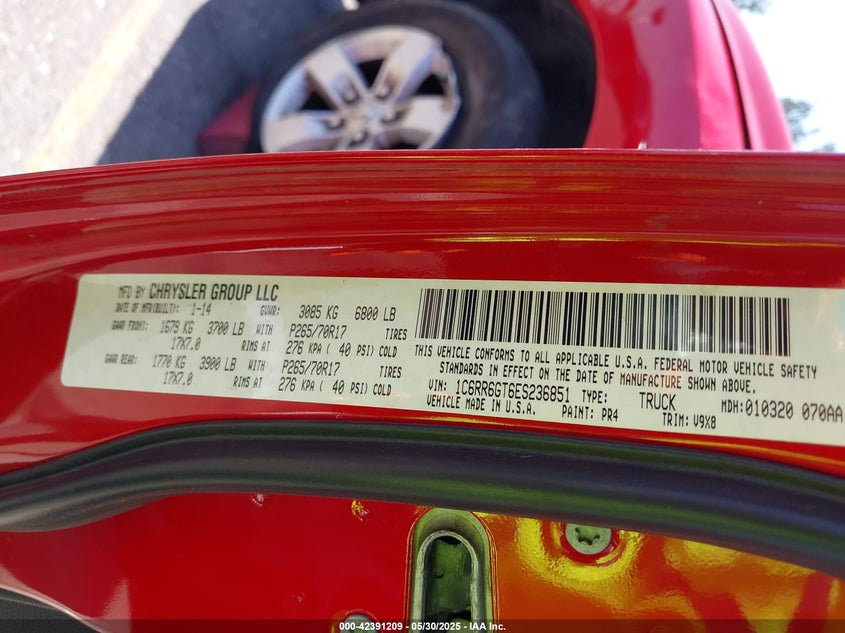 MFD BY CHRYSLER GROUP LLC
DATE OF MFR(BUILT): 1-14 GVWR: 3085 KG 6800 LB
GAWR FRONT: 1679 KG 3700 LB WITH P265/70R17 TIRES
17X7.0 RIMS AT 276 KPA ( 40 PSI) COLD
GAWR REAR: 1770 KG 3900 LB WITH P265/70R17 TIRES
17X7.0 RIMS AT 276 KPA ( 40 PSI) COLD
THIS VEHICLE CONFORMS TO ALL APPLICABLE U.S.A. FEDERAL MOTOR VEHICLE SAFETY
STANDARDS IN EFFECT ON THE DATE OF MANUFACTURE SHOWN ABOVE.
VIN: 1C6RR6GT6ES236851 TYPE: TRUCK MDH:010320 070AA
VEHICLE MADE IN U.S.A. PAINT: PR4 TRIM: V9X8
000-42391209 - 05/30/2025 - IAA Inc.